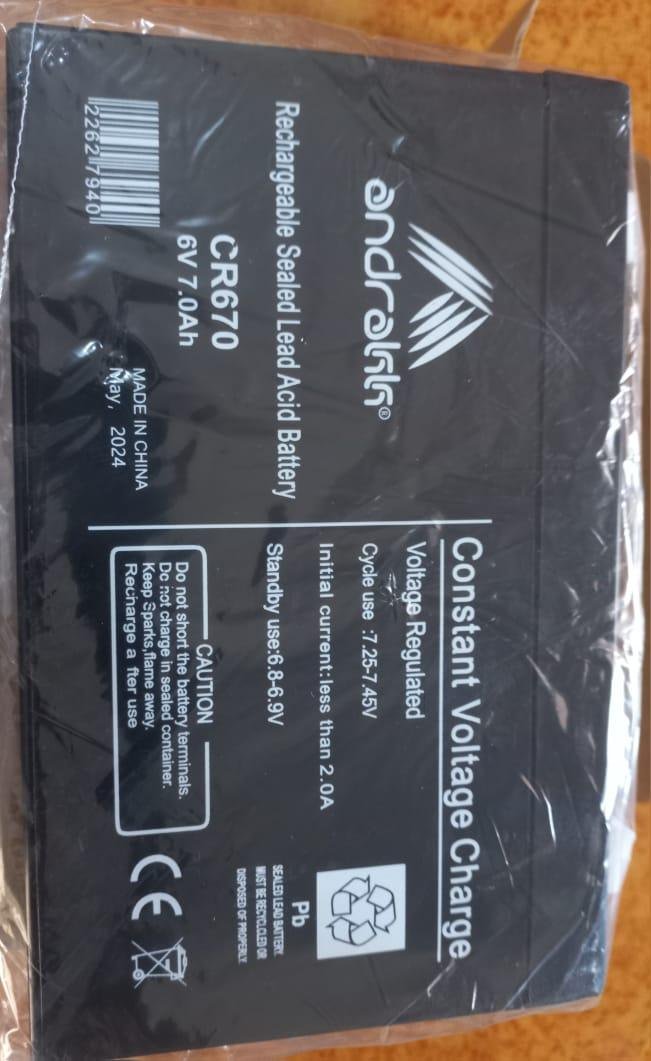 andrakk®
Rechargeable Sealed Lead Acid Battery
CR670
6V 7.0Ah
MADE IN CHINA
May, 2024
22627940
Constant Voltage Charge
Voltage Regulated
Cycle use :7.25-7.45V
Initial current:less than 2.0A
Standby use:6.8-6.9V
CAUTION
Do not short the battery terminals.
Do not charge in sealed container.
Keep Sparks,flame away.
Recharge a fter use
Pb
SEALED LEAD BATTERY
MUST BE RECYCLED OR
DISPOSED OF PROPERLY.
CE